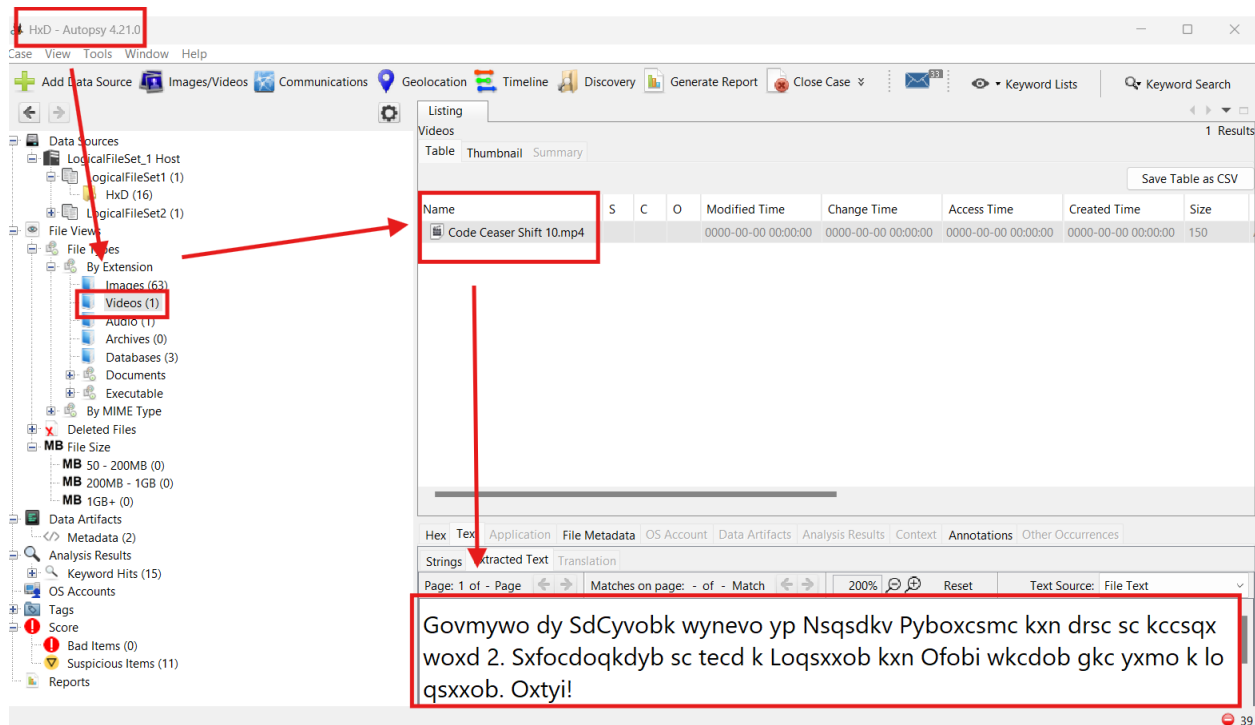 HxD - Autopsy 4.21.0
Case View Tools Window Help
Add Data Source Images/Videos Communications Geolocation Timeline Discovery Generate Report Close Case 33 Keyword Lists Keyword Search
Listing
Videos 1 Results
Table Thumbnail Summary
Save Table as CSV
Name S C O Modified Time Change Time Access Time Created Time Size
Code Ceaser Shift 10.mp4 0000-00-00 00:00:00 0000-00-00 00:00:00 0000-00-00 00:00:00 0000-00-00 00:00:00 150
Data Sources
LogicalFileSet_1 Host
LogicalFileSet1 (1)
HxD (16)
LogicalFileSet2 (1)
File Views
File Types
By Extension
Images (63)
Videos (1)
Audio (1)
Archives (0)
Databases (3)
Documents
Executable
By MIME Type
Deleted Files
MB File Size
MB 50 - 200MB (0)
MB 200MB - 1GB (0)
MB 1GB+ (0)
Data Artifacts
Metadata (2)
Analysis Results
Keyword Hits (15)
OS Accounts
Tags
Score
Bad Items (0)
Suspicious Items (11)
Reports
Hex Text Application File Metadata OS Account Data Artifacts Analysis Results Context Annotations Other Occurrences
Strings Extracted Text Translation
Page: 1 of - Page Matches on page: - of - Match 200% Reset Text Source: File Text
Govmywo dy SdCyvobk wynevo yp Nsqsdkv Pyboxcsmc kxn drsc sc kccsqx
woxd 2. Sxfocdoqkdyb sc tecd k Loqsxxob kxn Ofobi wkcdob gkc yxmo k lo
qsxxob. Oxtyi!
39